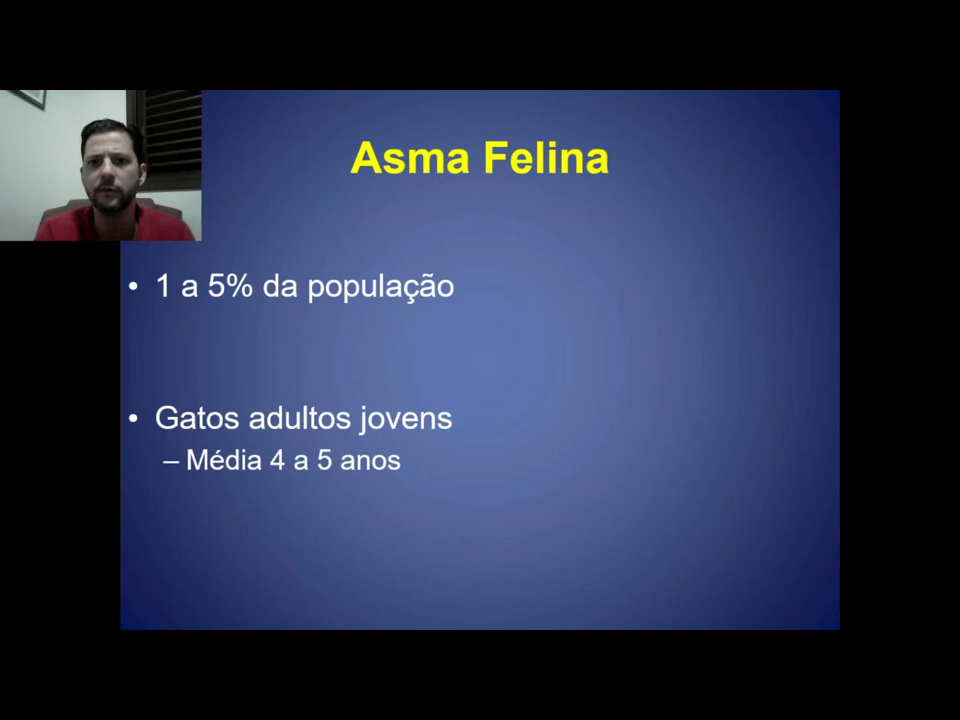 Asma Felina
• 1 a 5% da população
• Gatos adultos jovens
– Média 4 a 5 anos